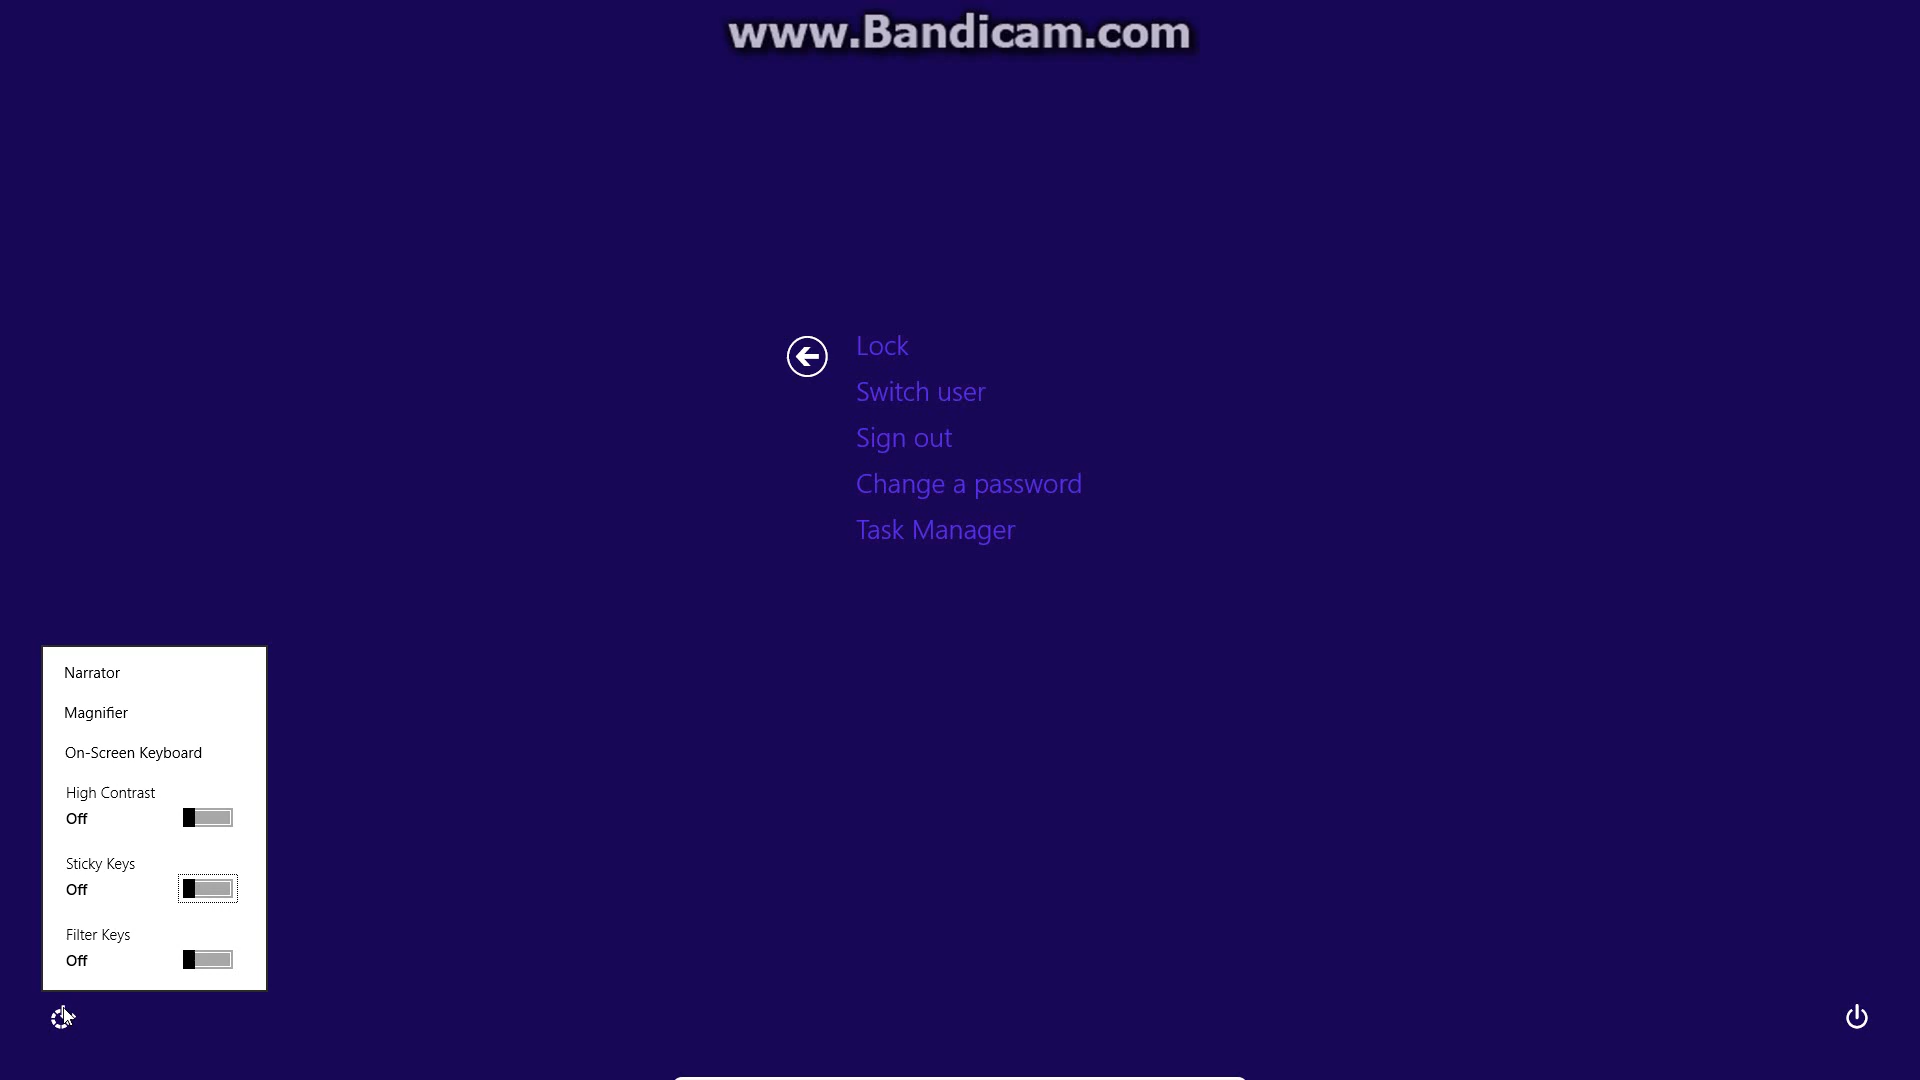 www.Bandicam.com
Lock
Switch user
Sign out
Change a password
Task Manager
Narrator
Magnifier
On-Screen Keyboard
High Contrast
Off
Sticky Keys
Off
Filter Keys
Off